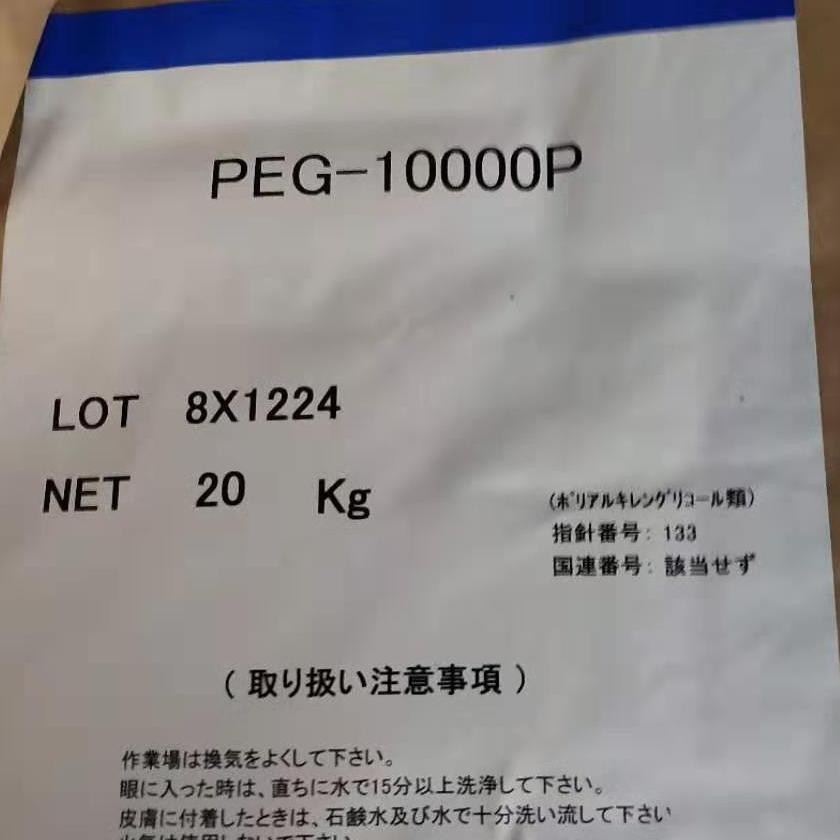 PEG-10000P
LOT 8X1224
NET 20 Kg
(ﾎﾟﾘｱﾙｷﾚﾝｸﾞﾘｺｰﾙ類)
指針番号: 133
国連番号: 該当せず
( 取り扱い注意事項 )
作業場は換気をよくして下さい。
眼に入った時は、直ちに水で15分以上洗浄して下さい。
皮膚に付着したときは、石鹸水及び水で十分洗い流して下さい